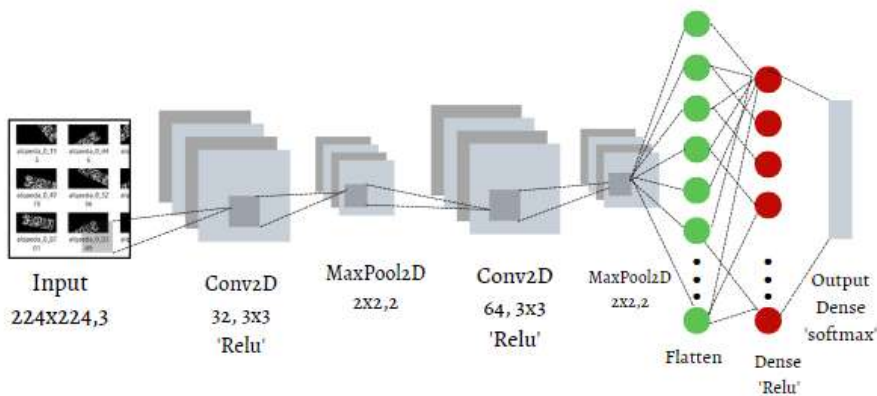 Input
224x224,3
Conv2D
32, 3x3
'Relu'
MaxPool2D
2x2,2
Conv2D
64, 3x3
'Relu'
MaxPool2D
2x2,2
Flatten
Dense
'Relu'
Output
Dense
'softmax'